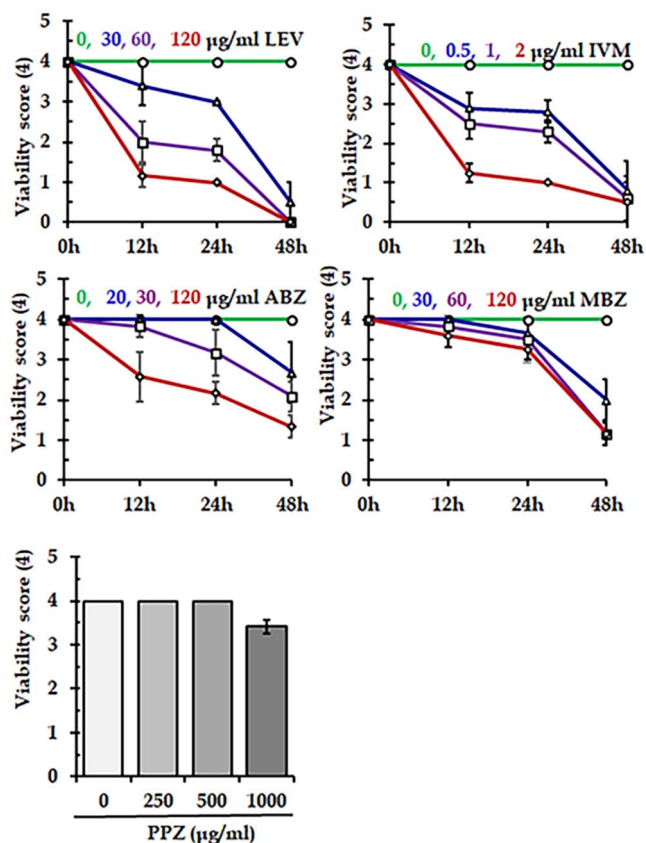 5
0, 30, 60, 120 µg/ml LEV
4
3
2
1
0
Viability score (4)
0h 12h 24h 48h
5
0, 0.5, 1, 2 µg/ml IVM
4
3
2
1
0
Viability score (4)
0h 12h 24h 48h
5
0, 20, 30, 120 µg/ml ABZ
4
3
2
1
0
Viability score (4)
0h 12h 24h 48h
5
0, 30, 60, 120 µg/ml MBZ
4
3
2
1
0
Viability score (4)
0h 12h 24h 48h
5
4
3
2
1
0
Viability score (4)
0 250 500 1000
PPZ (µg/ml)